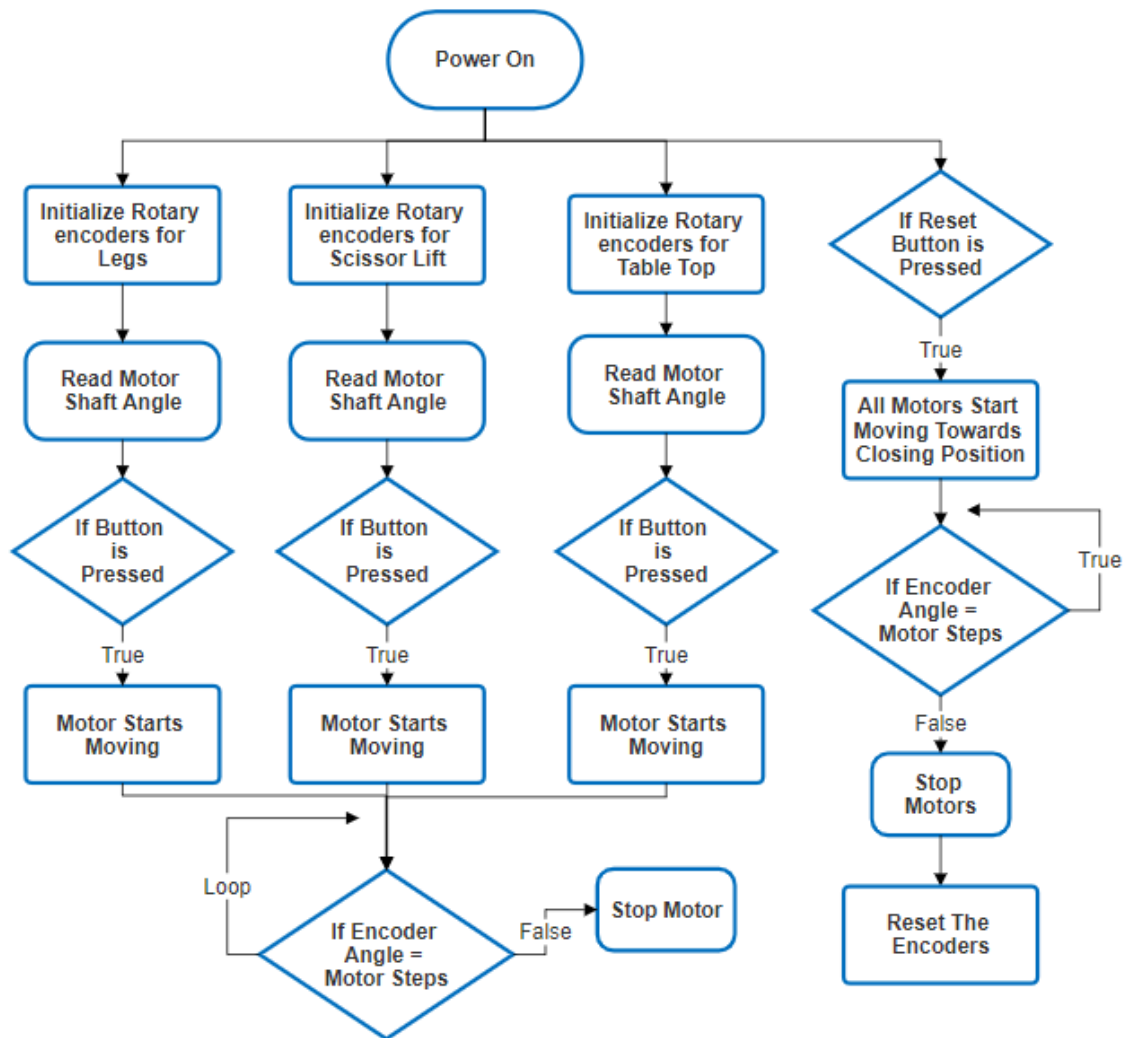 Power On
Initialize Rotary
encoders for
Legs
Initialize Rotary
encoders for
Scissor Lift
Initialize Rotary
encoders for
Table Top
If Reset
Button is
Pressed
Read Motor
Shaft Angle
Read Motor
Shaft Angle
Read Motor
Shaft Angle
True
All Motors Start
Moving Towards
Closing Position
If Button
is
Pressed
If Button
is
Pressed
If Button
is
Pressed
True
If Encoder
Angle =
Motor Steps
True
True
True
Motor Starts
Moving
Motor Starts
Moving
Motor Starts
Moving
False
Stop
Motors
Loop
If Encoder
Angle =
Motor Steps
False
Stop Motor
Reset The
Encoders